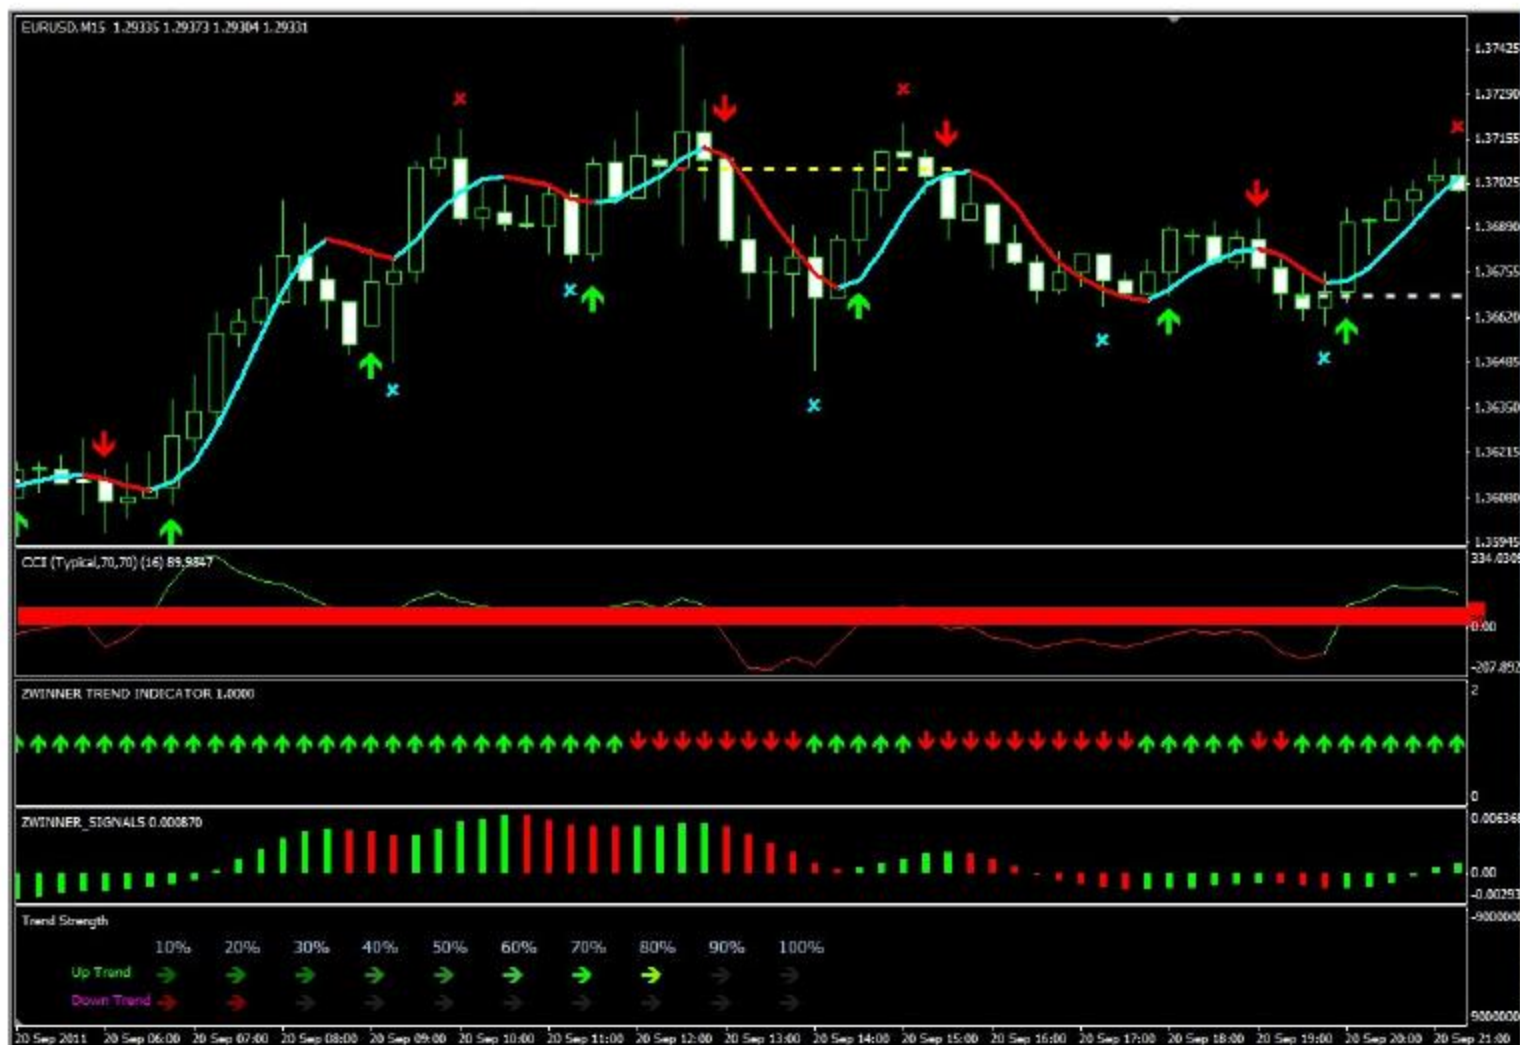 EURUSD,M15 1.29335 1.29373 1.29304 1.29331
1.37425
1.37290
1.37155
1.37025
1.36890
1.36755
1.36620
1.36485
1.36350
1.36215
1.36080
1.35945
CCI (Typical,70,70) (16) 89.9847
334.0309
0.00
-207.892
ZWINNER TREND INDICATOR 1.0000
2
0
ZWINNER_SIGNALS 0.000870
0.006368
0.00
-0.00293
Trend Strength
-9000000
10% 20% 30% 40% 50% 60% 70% 80% 90% 100%
Up Trend
Down Trend
9000000
20 Sep 2011 20 Sep 06:00 20 Sep 07:00 20 Sep 08:00 20 Sep 09:00 20 Sep 10:00 20 Sep 11:00 20 Sep 12:00 20 Sep 13:00 20 Sep 14:00 20 Sep 15:00 20 Sep 16:00 20 Sep 17:00 20 Sep 18:00 20 Sep 19:00 20 Sep 20:00 20 Sep 21:00